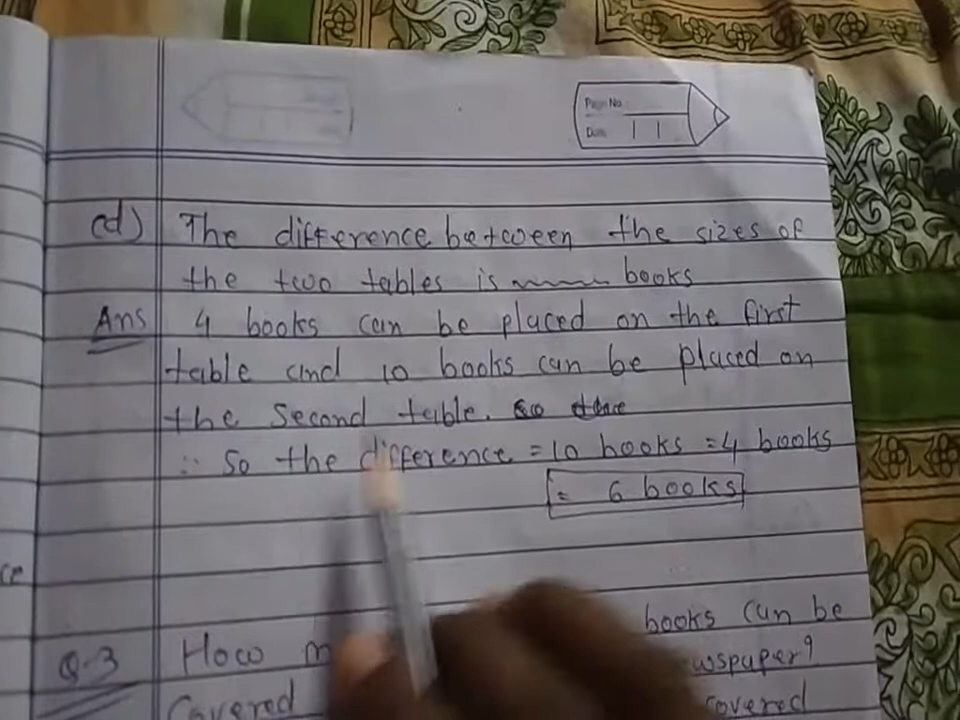 Page No.
Date
(d) The difference between the sizes of
the two tables is ﹏﹏﹏ books
Ans 4 books can be placed on the first
table and 10 books can be placed on
the second table.
∴ So the difference = 10 books = 4 books
= 6 books
books can be
Q-3 How
Covered covered